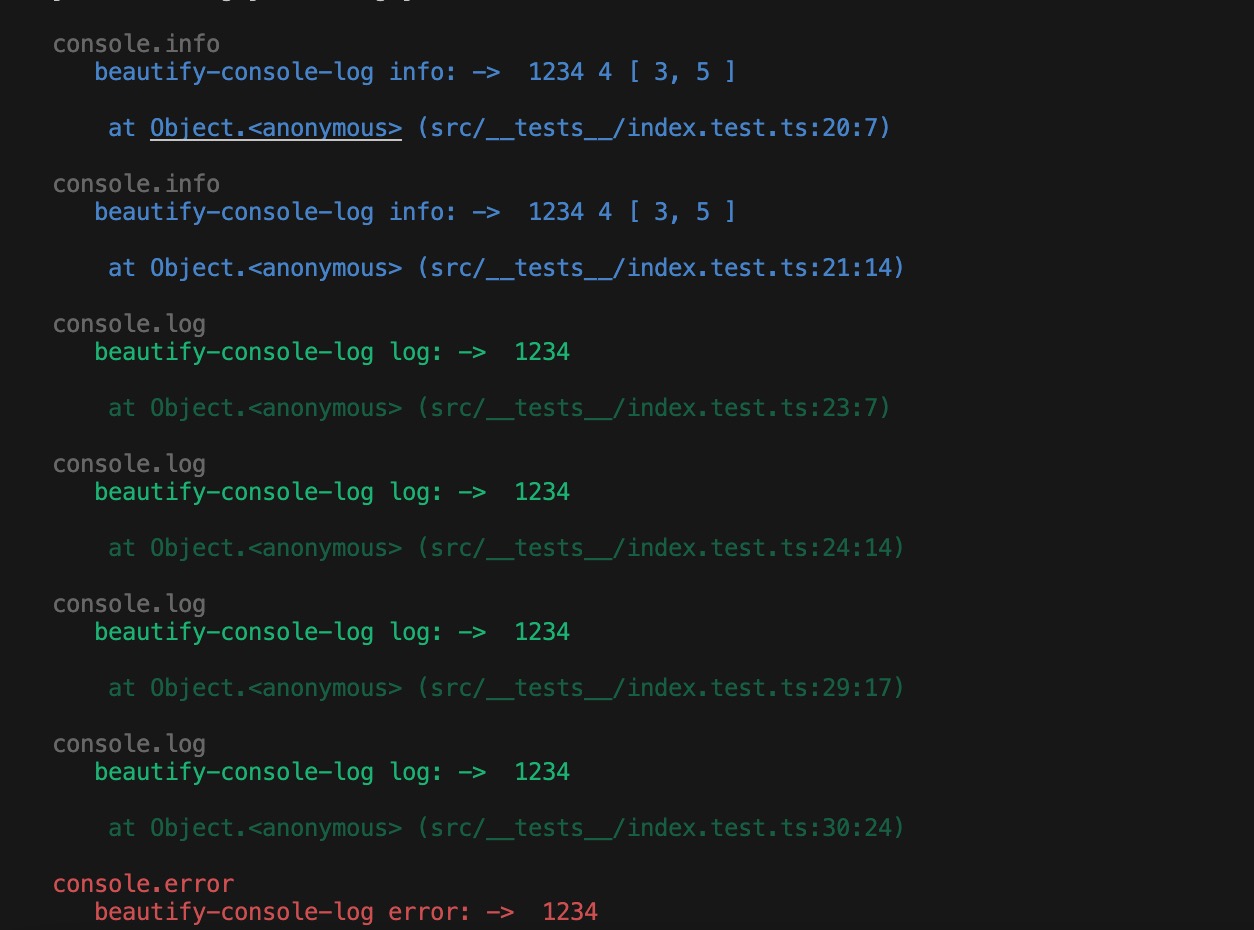 console.info
beautify-console-log info: ->  1234 4 [ 3, 5 ]
at Object.<anonymous> (src/__tests__/index.test.ts:20:7)
console.info
beautify-console-log info: ->  1234 4 [ 3, 5 ]
at Object.<anonymous> (src/__tests__/index.test.ts:21:14)
console.log
beautify-console-log log: ->  1234
at Object.<anonymous> (src/__tests__/index.test.ts:23:7)
console.log
beautify-console-log log: ->  1234
at Object.<anonymous> (src/__tests__/index.test.ts:24:14)
console.log
beautify-console-log log: ->  1234
at Object.<anonymous> (src/__tests__/index.test.ts:29:17)
console.log
beautify-console-log log: ->  1234
at Object.<anonymous> (src/__tests__/index.test.ts:30:24)
console.error
beautify-console-log error: ->  1234